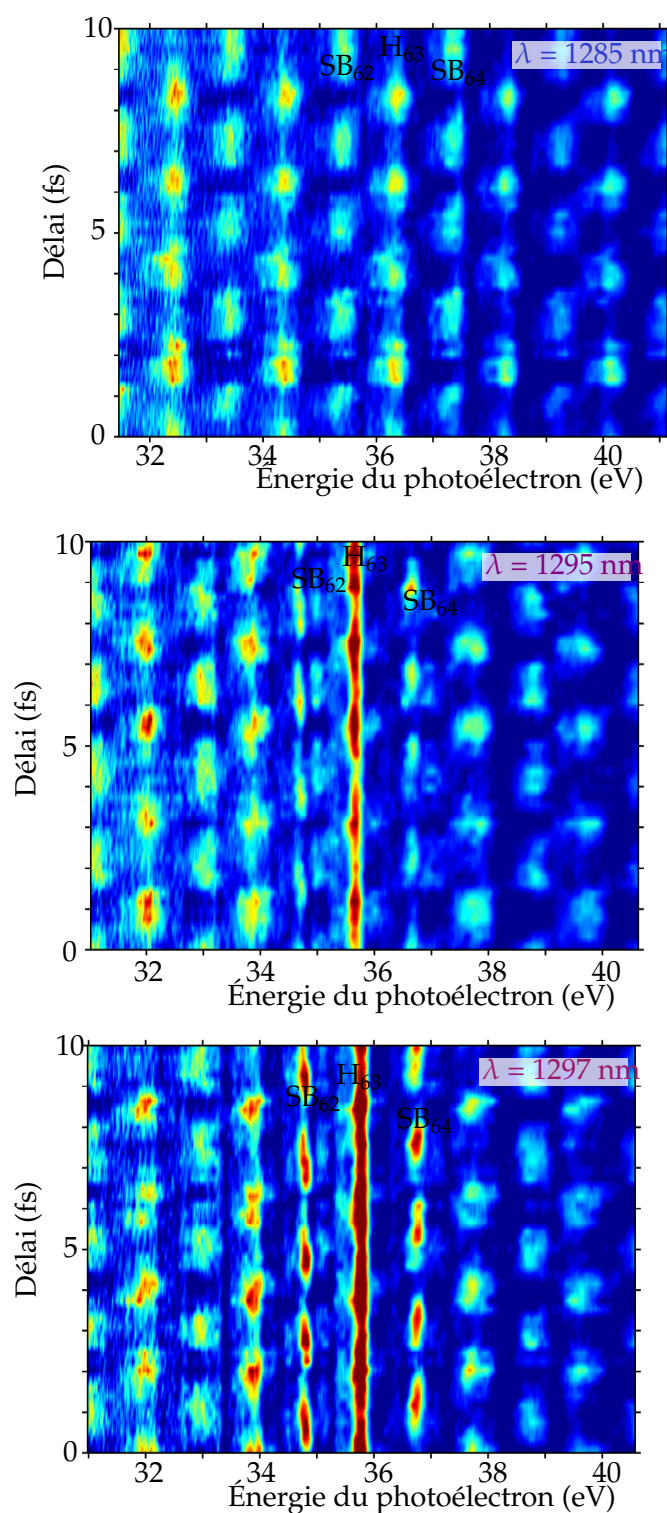 10
5
0
Délai (fs)
SB62
H63
SB64
λ = 1285 nm
32 34 36 38 40
Énergie du photoélectron (eV)
10
5
0
Délai (fs)
SB62
H63
SB64
λ = 1295 nm
32 34 36 38 40
Énergie du photoélectron (eV)
10
5
0
Délai (fs)
SB62
H63
SB64
λ = 1297 nm
32 34 36 38 40
Énergie du photoélectron (eV)